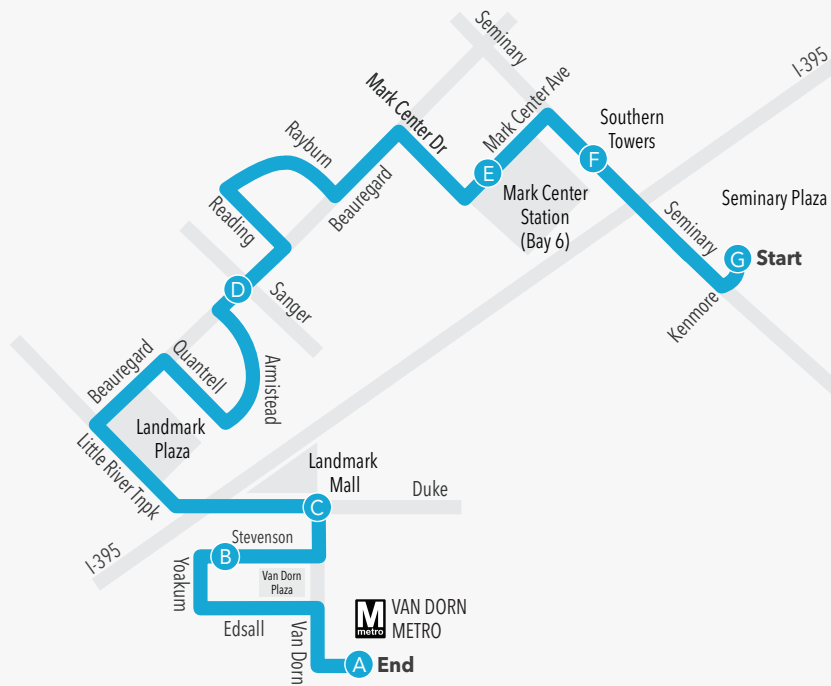 Seminary
I-395
Mark Center Ave
Mark Center Dr
Southern
Towers
Rayburn
F
E
Mark Center
Station
(Bay 6)
Seminary Plaza
Reading
Beauregard
Seminary
G
Start
D
Sanger
Kenmore
Beauregard
Quantrell
Armistead
Landmark
Plaza
Little River Tnpk
Landmark
Mall
Duke
C
I-395
Stevenson
B
Yoakum
Van Dorn
Plaza
Edsall
Van Dorn
M
metro
VAN DORN
METRO
A
End